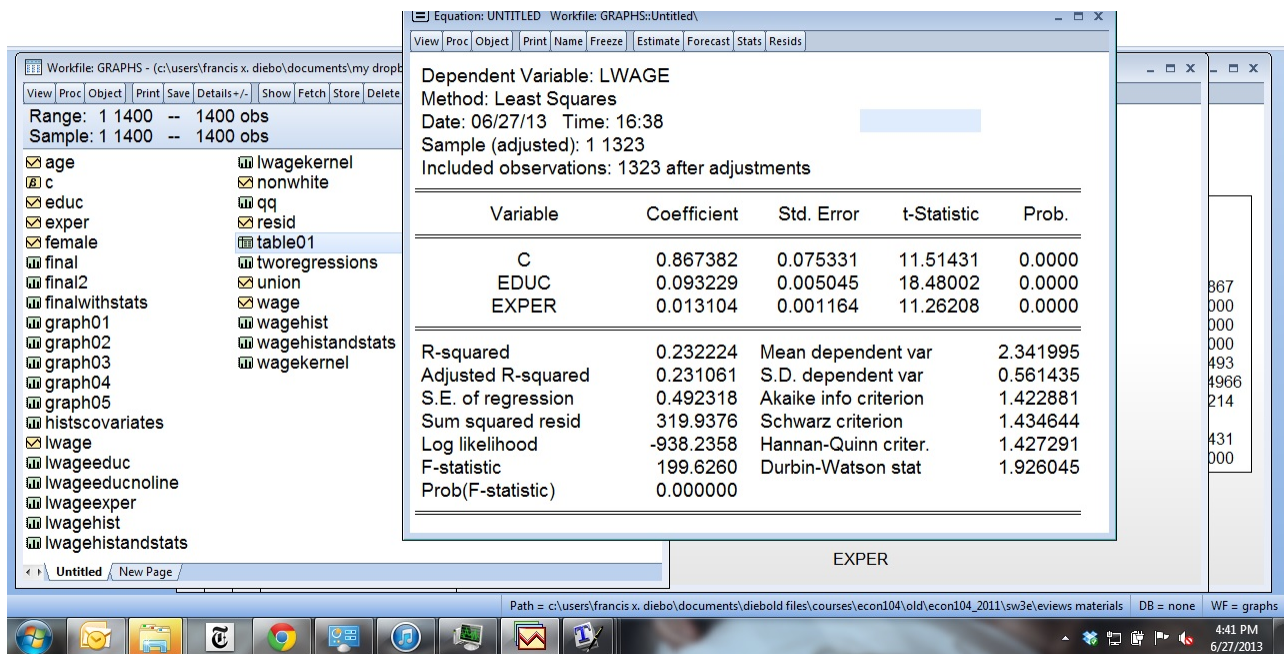 Equation: UNTITLED Workfile: GRAPHS::Untitled\
View Proc Object Print Name Freeze Estimate Forecast Stats Resids
Dependent Variable: LWAGE
Method: Least Squares
Date: 06/27/13 Time: 16:38
Sample (adjusted): 1 1323
Included observations: 1323 after adjustments
Variable Coefficient Std. Error t-Statistic Prob.
C 0.867382 0.075331 11.51431 0.0000
EDUC 0.093229 0.005045 18.48002 0.0000
EXPER 0.013104 0.001164 11.26208 0.0000
R-squared 0.232224 Mean dependent var 2.341995
Adjusted R-squared 0.231061 S.D. dependent var 0.561435
S.E. of regression 0.492318 Akaike info criterion 1.422881
Sum squared resid 319.9376 Schwarz criterion 1.434644
Log likelihood -938.2358 Hannan-Quinn criter. 1.427291
F-statistic 199.6260 Durbin-Watson stat 1.926045
Prob(F-statistic) 0.000000
Workfile: GRAPHS - (c:\users\francis x. diebo\documents\my dropb
View Proc Object Print Save Details+/- Show Fetch Store Delete
Range: 1 1400 -- 1400 obs
Sample: 1 1400 -- 1400 obs
age
c
educ
exper
female
final
final2
finalwithstats
graph01
graph02
graph03
graph04
graph05
histscovariates
lwage
lwageeduc
lwageeducnoline
lwageexper
lwagehist
lwagehistandstats
lwagekernel
nonwhite
qq
resid
table01
tworegressions
union
wage
wagehist
wagehistandstats
wagekernel
Untitled New Page
867
000
000
000
493
4966
214
431
000
EXPER
Path = c:\users\francis x. diebo\documents\diebold files\courses\econ104\old\econ104_2011\sw3e\eviews materials DB = none WF = graphs
4:41 PM
6/27/2013